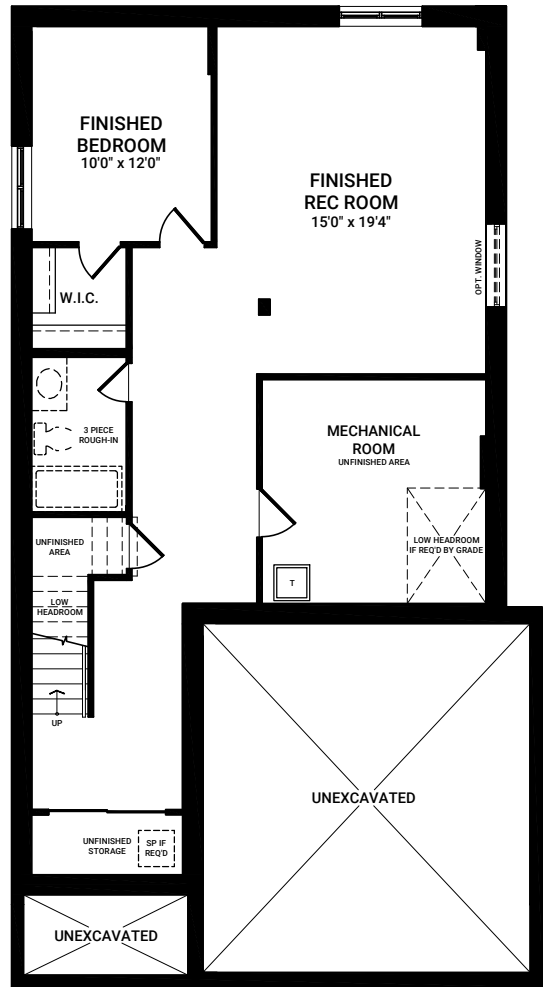 FINISHED
BEDROOM
10'0" x 12'0"
FINISHED
REC ROOM
15'0" x 19'4"
OPT. WINDOW
W.I.C.
3 PIECE
ROUGH-IN
MECHANICAL
ROOM
UNFINISHED AREA
LOW HEADROOM
IF REQ'D BY GRADE
T
UNFINISHED
AREA
LOW
HEADROOM
UP
UNEXCAVATED
UNFINISHED
STORAGE
SP IF
REQ'D
UNEXCAVATED